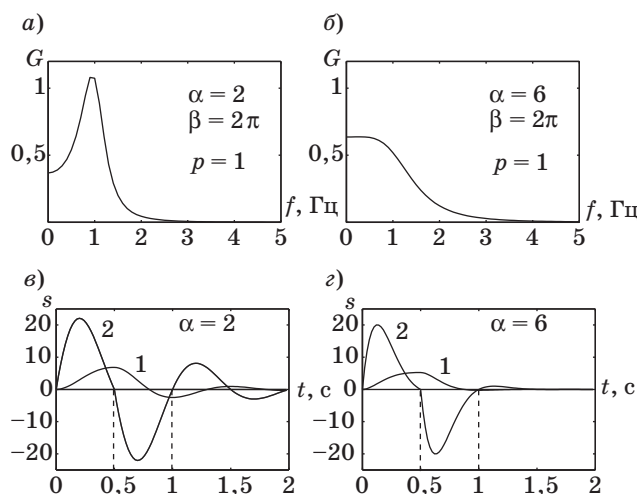 а)
G
1
0,5
0
α = 2
β = 2π
p = 1
f, Гц
0 1 2 3 4 5
б)
G
1
0,5
0
α = 6
β = 2π
p = 1
f, Гц
0 1 2 3 4 5
в)
s
20
10
0
−10
−20
2
1
α = 2
t, с
0 0,5 1 1,5 2
г)
s
20
10
0
−10
−20
2
1
α = 6
t, с
0 0,5 1 1,5 2